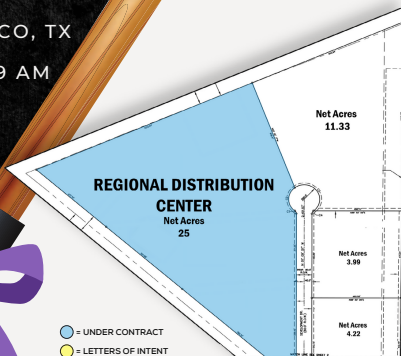 CO, TX
9 AM
Net Acres
11.33
REGIONAL DISTRIBUTION
CENTER
Net Acres
25
Net Acres
3.99
Net Acres
4.22
= UNDER CONTRACT
= LETTERS OF INTENT